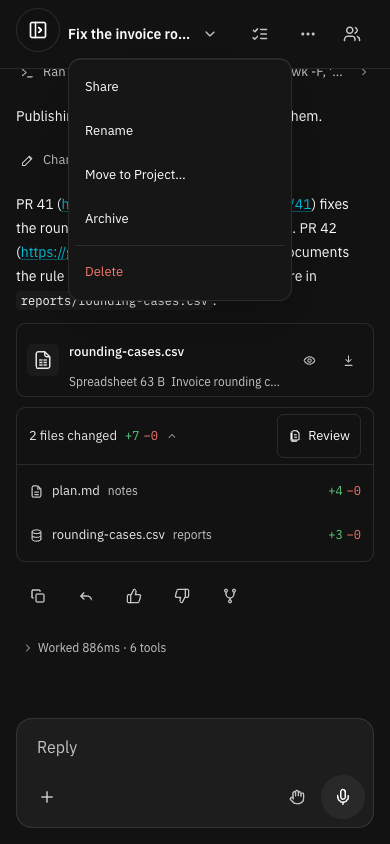 Fix the invoice ro...
Ran wk -F, '...
Share
Publishi hem.
Rename
Move to Project...
PR 41 (h /41) fixes
Archive
the roun . PR 42
(https://g ocuments
Delete
the rule re in
reports/rounding-cases.csv .
rounding-cases.csv
Spreadsheet 63 B Invoice rounding c...
2 files changed +7 −0
Review
plan.md notes +4 −0
rounding-cases.csv reports +3 −0
Worked 886ms · 6 tools
Reply